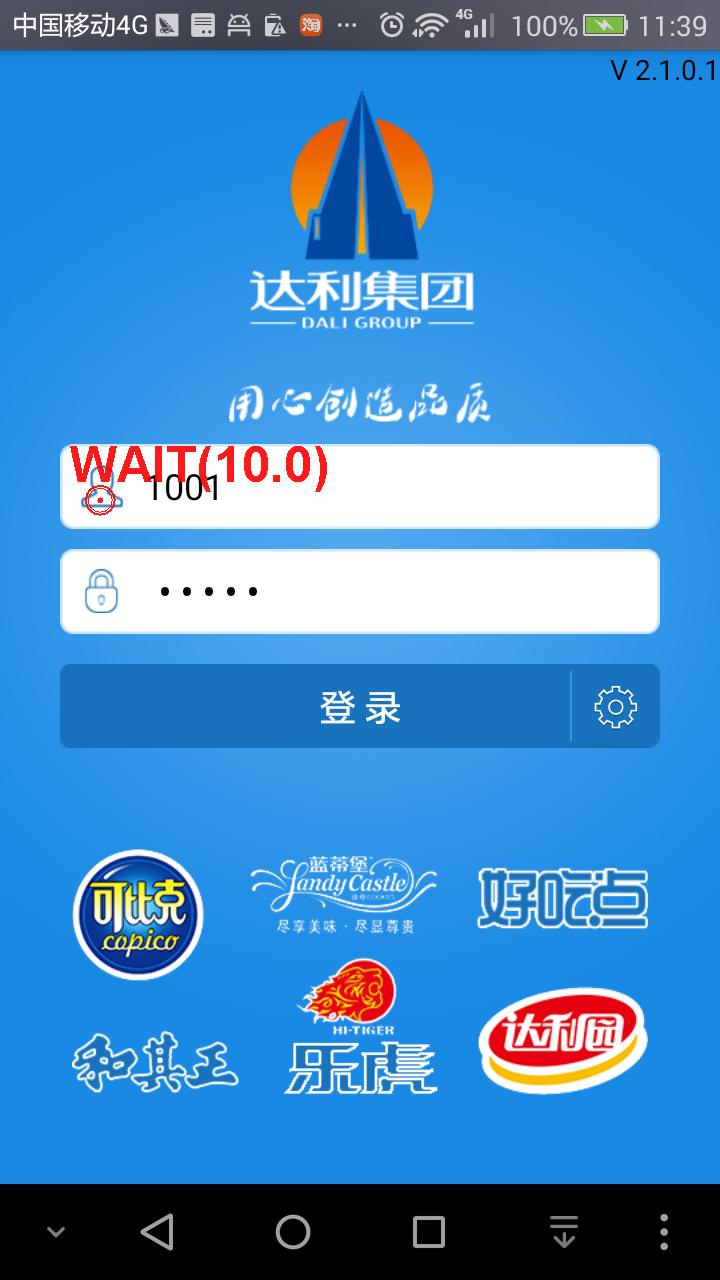 中国移动4G 4G 100% 11:39
V 2.1.0.1
达利集团
DALI GROUP
用心创造品质
WAIT(10.0)
1001
登录
可比克
copico
蓝蒂堡
Landy Castle
尽享美味·尽显尊贵
好吃点
和其正
HI-TIGER
乐虎
达利园